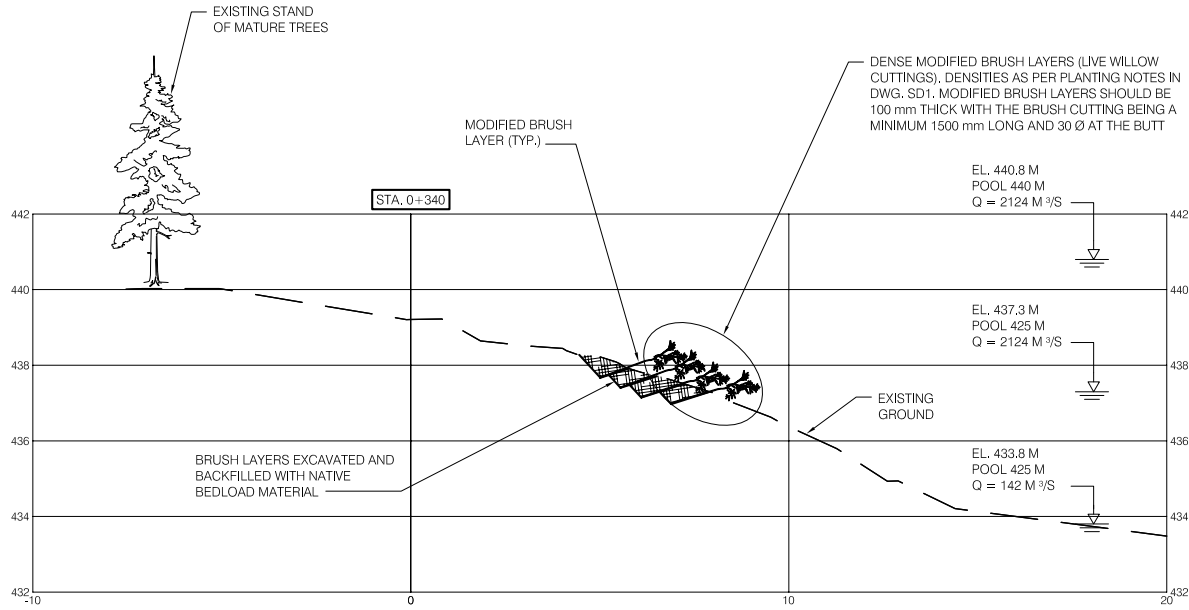 EXISTING STAND
OF MATURE TREES
DENSE MODIFIED BRUSH LAYERS (LIVE WILLOW
CUTTINGS), DENSITIES AS PER PLANTING NOTES IN
DWG. SD1. MODIFIED BRUSH LAYERS SHOULD BE
100 mm THICK WITH THE BRUSH CUTTING BEING A
MINIMUM 1500 mm LONG AND 30 Ø AT THE BUTT
MODIFIED BRUSH
LAYER (TYP.)
EL. 440.8 M
POOL 440 M
Q = 2124 M³/S
STA. 0+340
442
442
440
440
EL. 437.3 M
POOL 425 M
Q = 2124 M³/S
438
438
EXISTING
GROUND
436
436
BRUSH LAYERS EXCAVATED AND
BACKFILLED WITH NATIVE
BEDLOAD MATERIAL
EL. 433.8 M
POOL 425 M
Q = 142 M³/S
434
434
432
432
-10
0
10
20